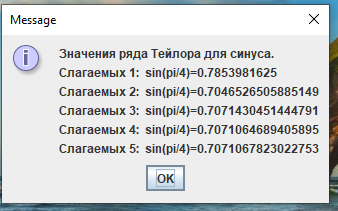 Message
Значения ряда Тейлора для синуса.
Слагаемых 1: sin(pi/4)=0.7853981625
Слагаемых 2: sin(pi/4)=0.7046526505885149
Слагаемых 3: sin(pi/4)=0.7071430451444791
Слагаемых 4: sin(pi/4)=0.7071064689405895
Слагаемых 5: sin(pi/4)=0.7071067823022753
OK